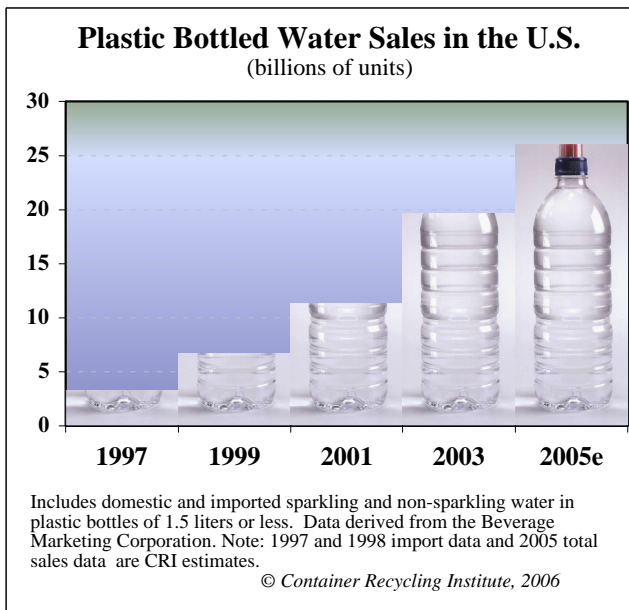 Plastic Bottled Water Sales in the U.S.
(billions of units)
30
25
20
15
10
5
0
1997 1999 2001 2003 2005e
Includes domestic and imported sparkling and non-sparkling water in
plastic bottles of 1.5 liters or less. Data derived from the Beverage
Marketing Corporation. Note: 1997 and 1998 import data and 2005 total
sales data are CRI estimates.
© Container Recycling Institute, 2006